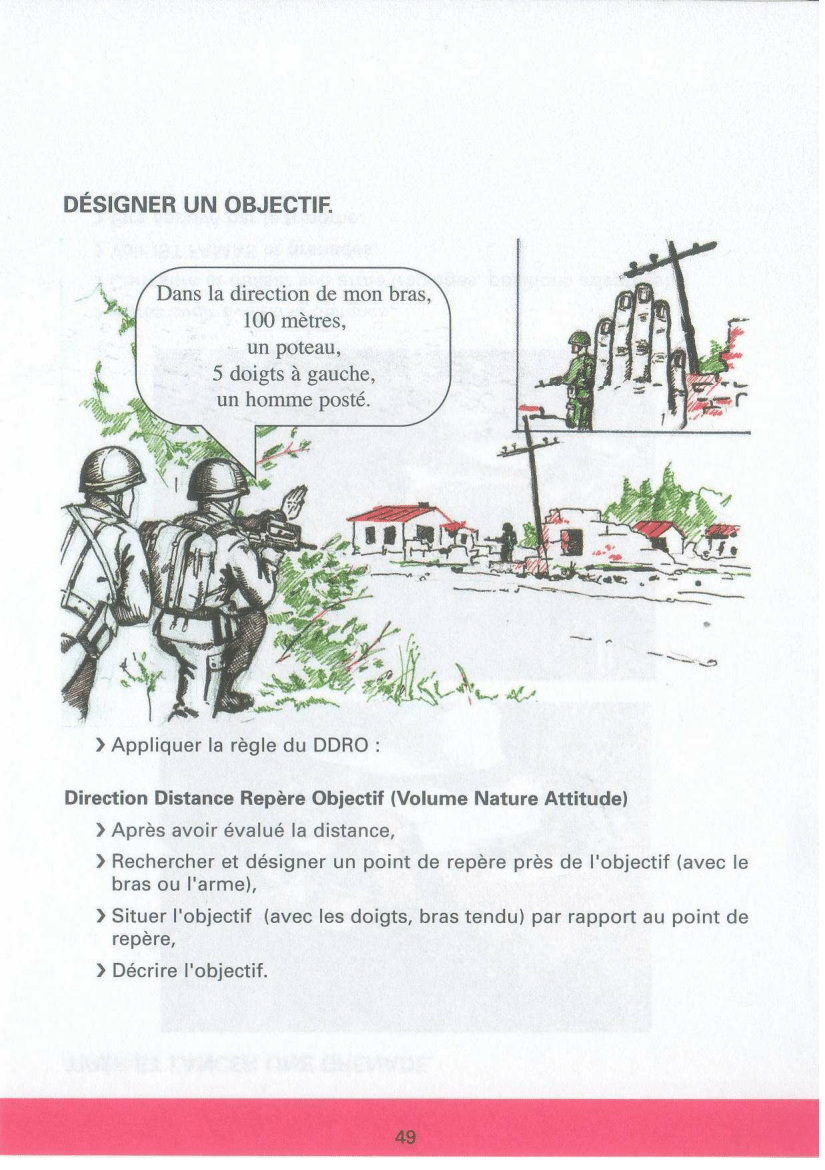 DÉSIGNER UN OBJECTIF.
Dans la direction de mon bras,
100 mètres,
un poteau,
5 doigts à gauche,
un homme posté.
❯ Appliquer la règle du DDRO :
Direction Distance Repère Objectif (Volume Nature Attitude)
❯ Après avoir évalué la distance,
❯ Rechercher et désigner un point de repère près de l'objectif (avec le
bras ou l'arme),
❯ Situer l'objectif (avec les doigts, bras tendu) par rapport au point de
repère,
❯ Décrire l'objectif.
49